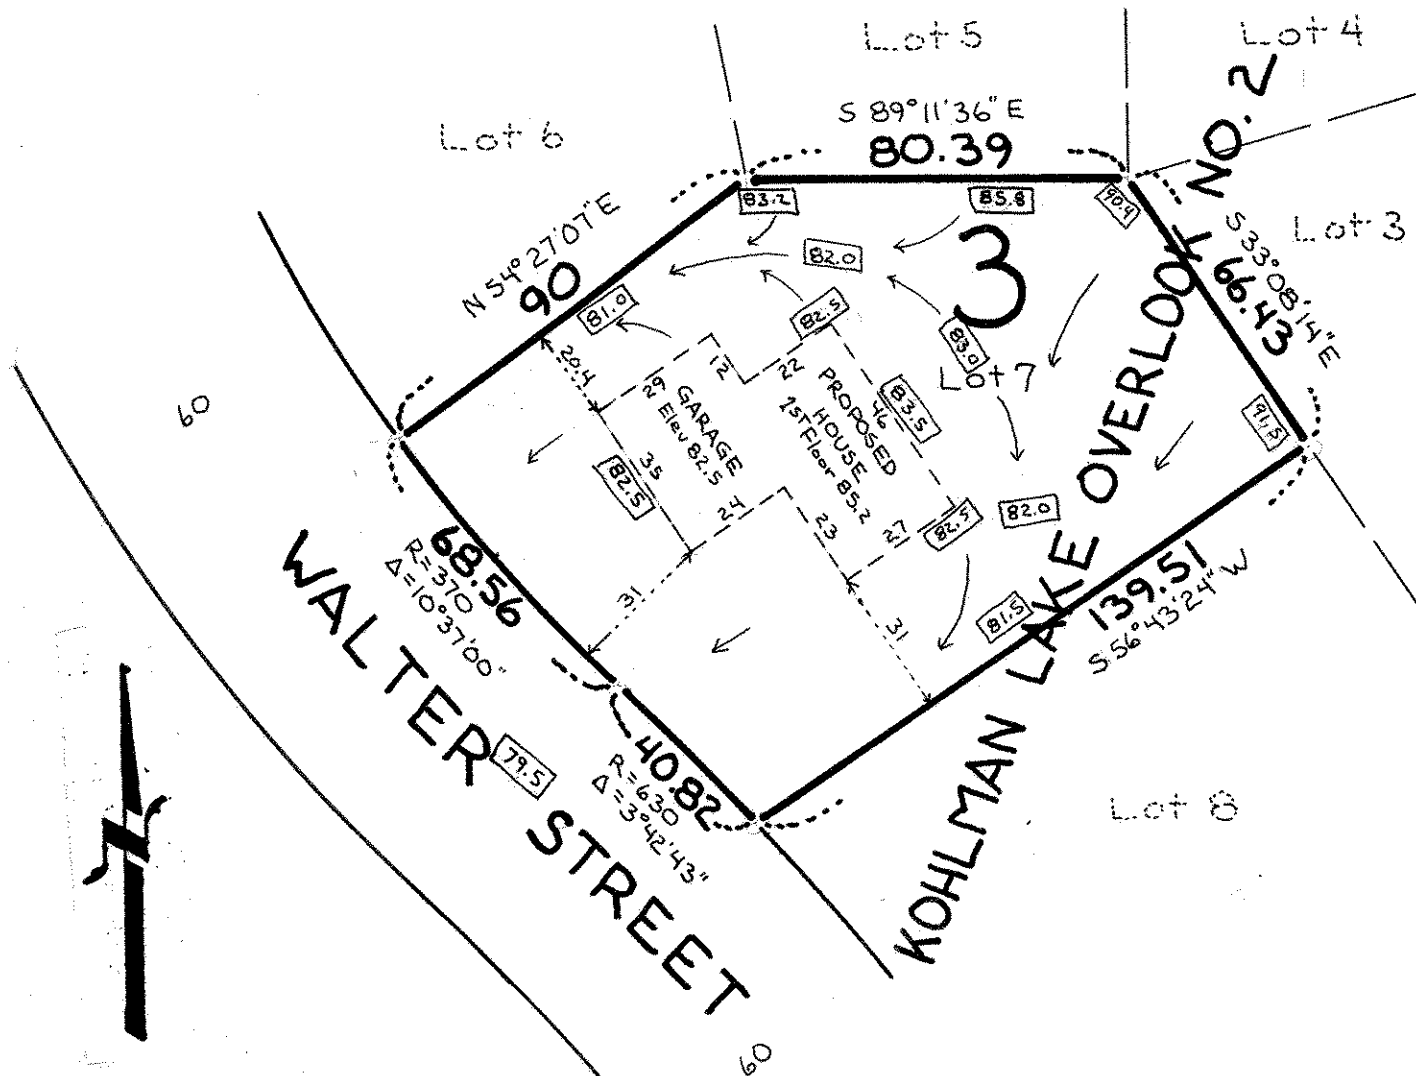 Lot 5
Lot 4
Lot 6
S 89°11'36" E
80.39
NO. 2
83.2
85.8
90.4
Lot 3
N 54°27'07" E
90
82.0
3
S 33°08'14" E
66.43
81.0
82.5
83.0
Lot 7
60
20.4
29
12
22
GARAGE
Elev 82.5
PROPOSED
HOUSE
1st Floor 85.2
46
83.5
91.5
35
82.5
24
23
27
82.5
82.0
KOHLMAN LAKE OVERLOOK
68.56
R=370
Δ=10°37'00"
31
31
81.5
139.51
S 56°43'24" W
WALTER STREET
79.5
40.82
R=630
Δ=3°42'43"
Lot 8
60